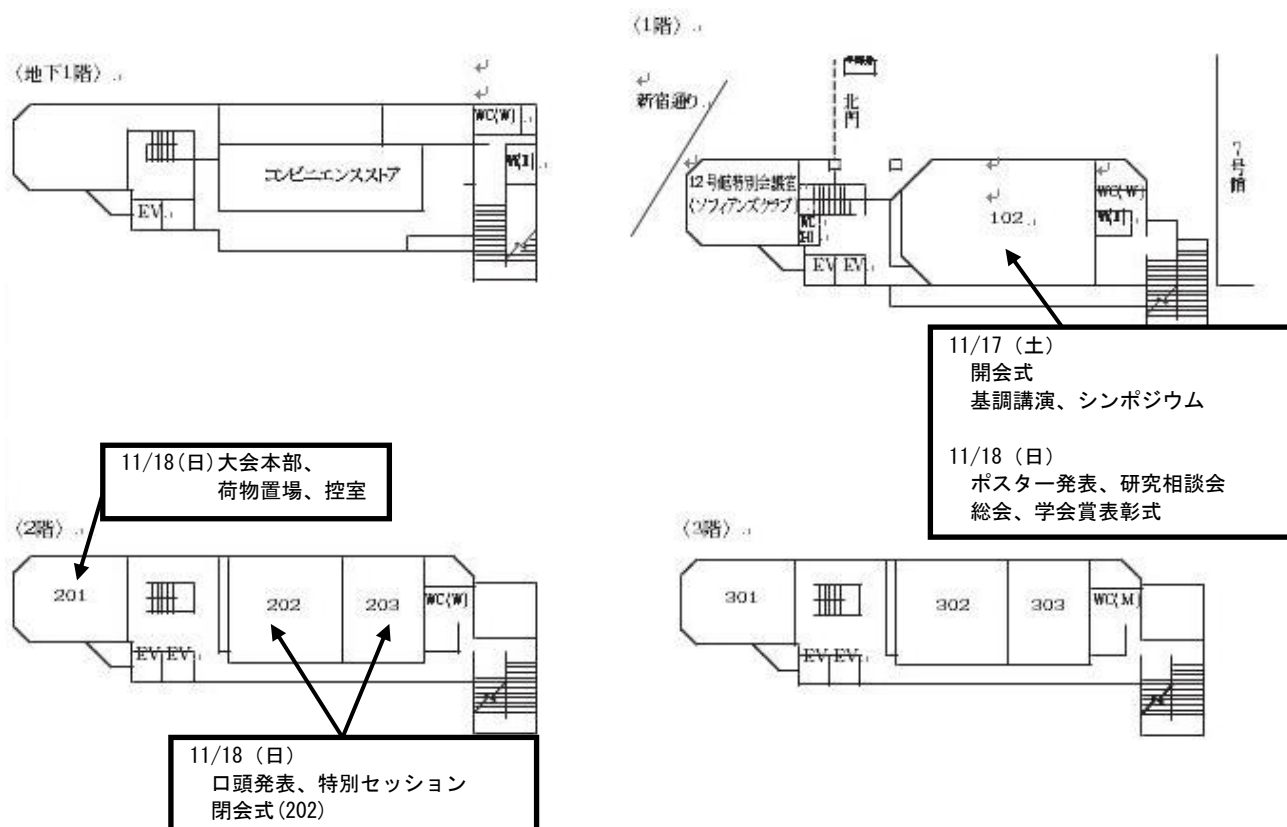 〈地下1階〉
WC(W)
コンビニエンスストア
EV
〈1階〉
新宿通り
北門
7号館
12号館特別会議室
(ソフィアンズクラブ)
WC
102
WC(W)
EV EV
11/17 (土)
開会式
基調講演、シンポジウム
11/18 (日)
ポスター発表、研究相談会
総会、学会賞表彰式
11/18(日)大会本部、
荷物置場、控室
〈2階〉
201
202
203
WC(W)
EV EV
11/18 (日)
口頭発表、特別セッション
閉会式(202)
〈3階〉
301
302
303
WC(M)
EV EV